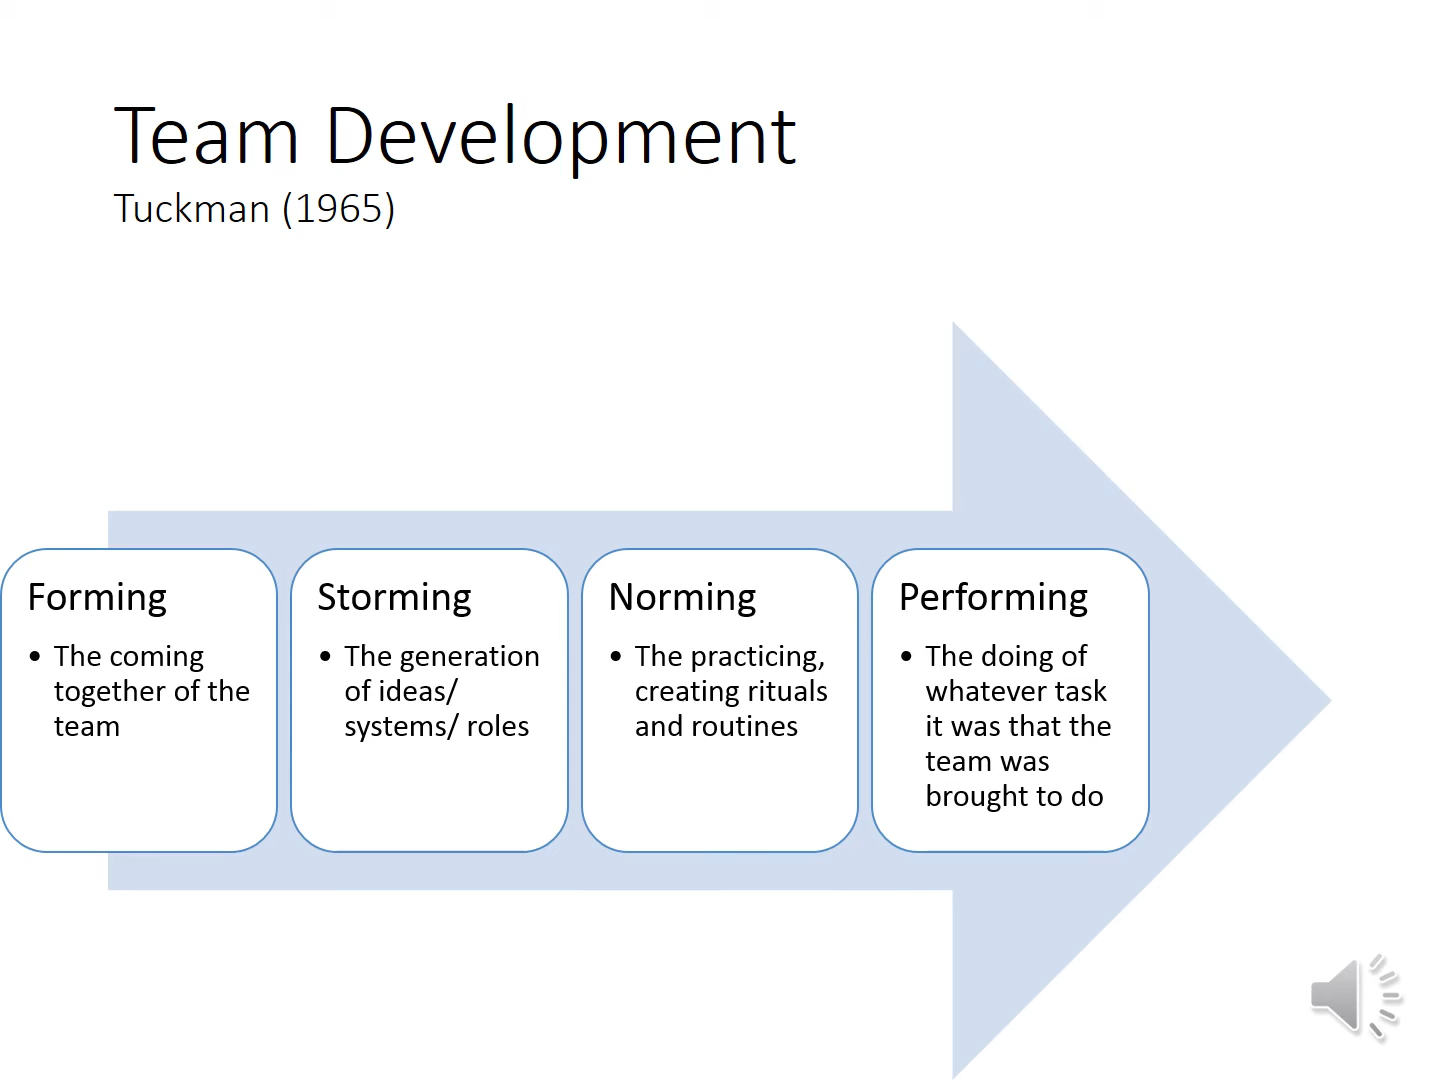 Team Development
Tuckman (1965)
Forming
• The coming
together of the
team
Storming
• The generation
of ideas/
systems/ roles
Norming
• The practicing,
creating rituals
and routines
Performing
• The doing of
whatever task
it was that the
team was
brought to do